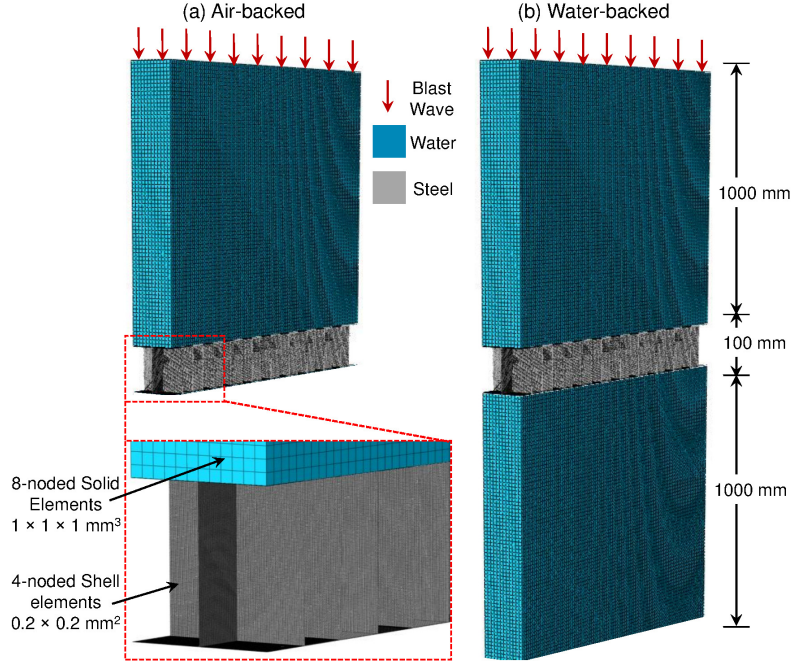 (a) Air-backed
(b) Water-backed
Blast
Wave
Water
Steel
1000 mm
100 mm
1000 mm
8-noded Solid
Elements
1 × 1 × 1 mm³
4-noded Shell
elements
0.2 × 0.2 mm²